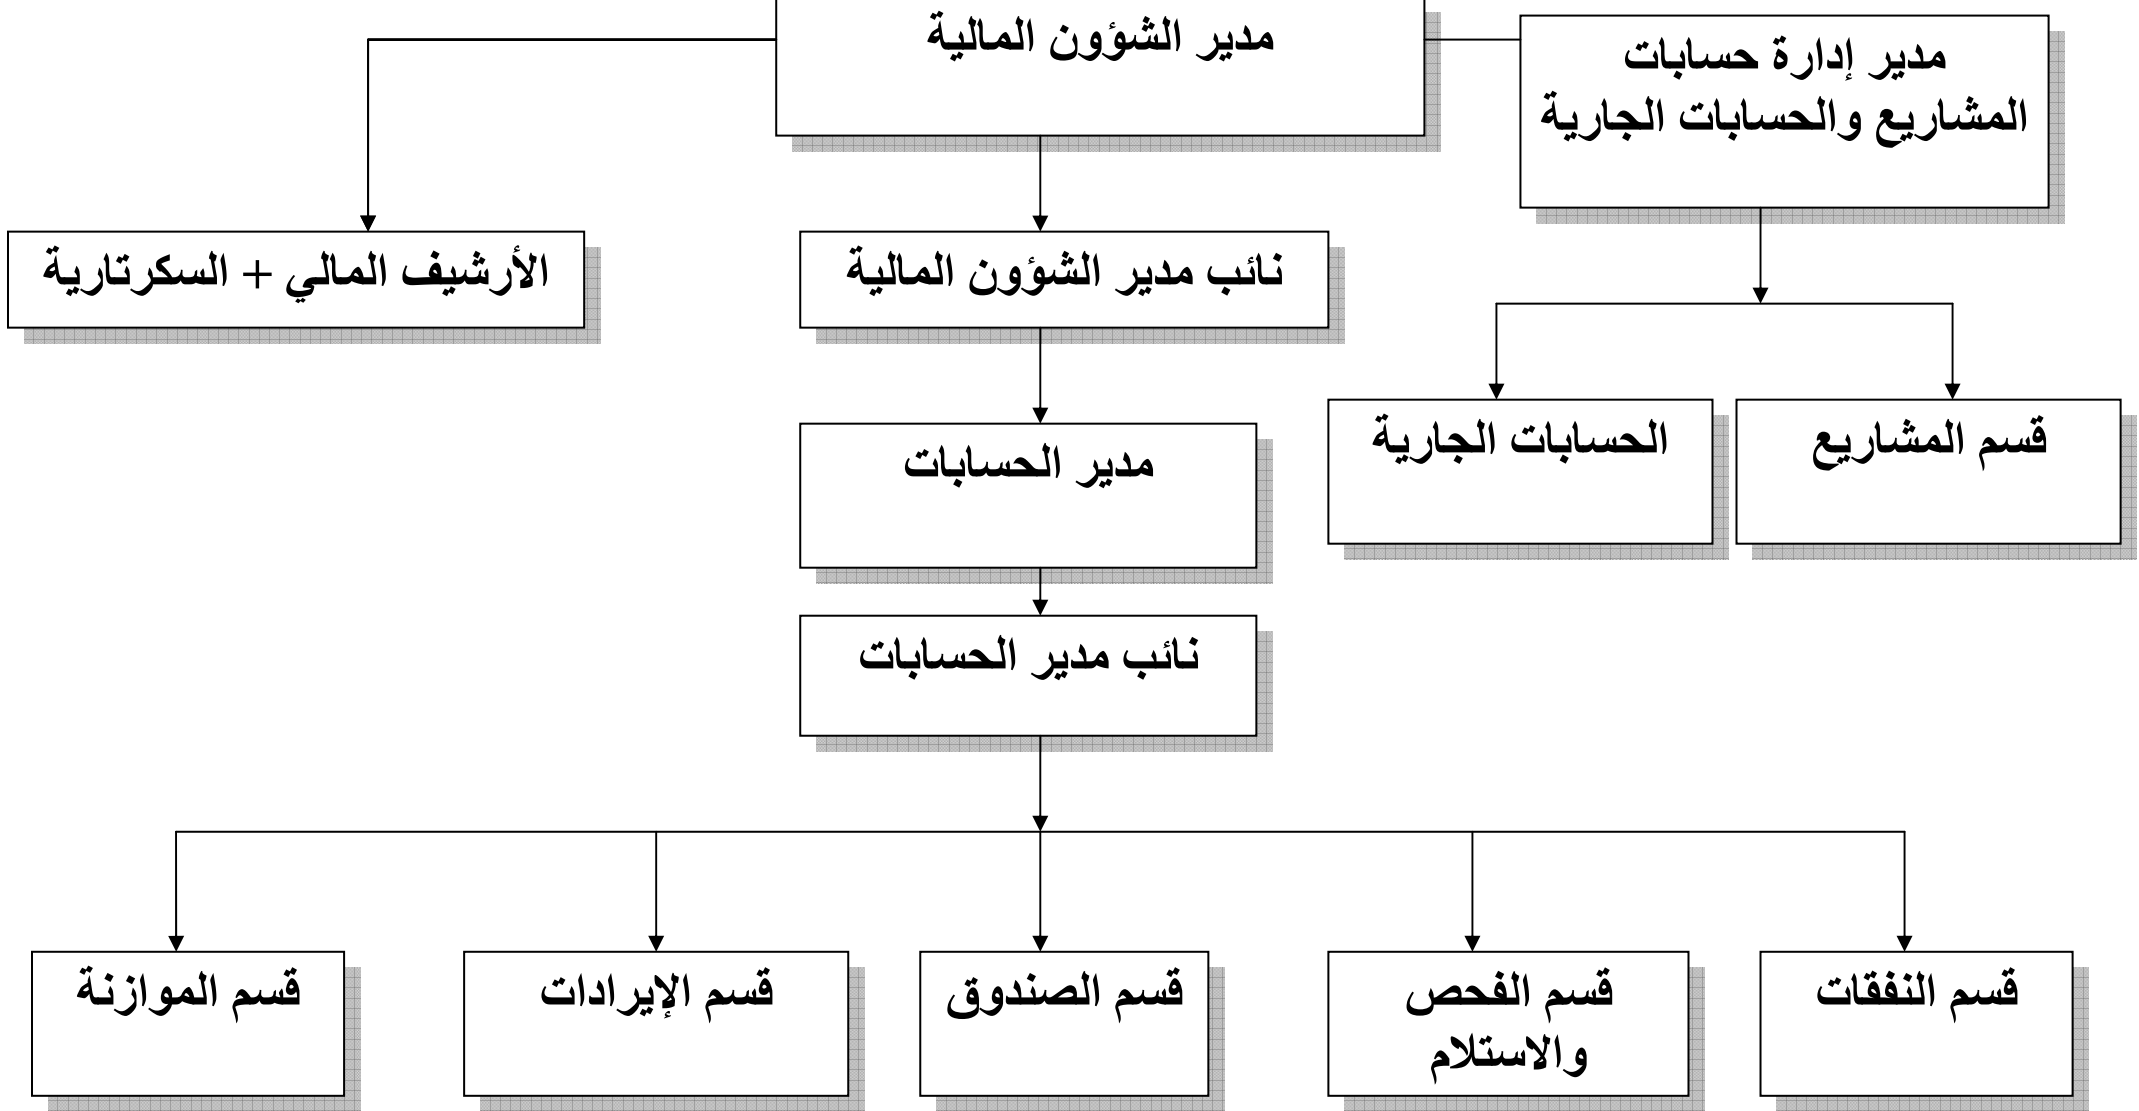 مدير الشؤون المالية
مدير إدارة حسابات
المشاريع والحسابات الجارية
نائب مدير الشؤون المالية
الأرشيف المالي + السكرتارية
قسم المشاريع
الحسابات الجارية
مدير الحسابات
نائب مدير الحسابات
قسم النفقات
قسم الفحص
والاستلام
قسم الصندوق
قسم الإيرادات
قسم الموازنة